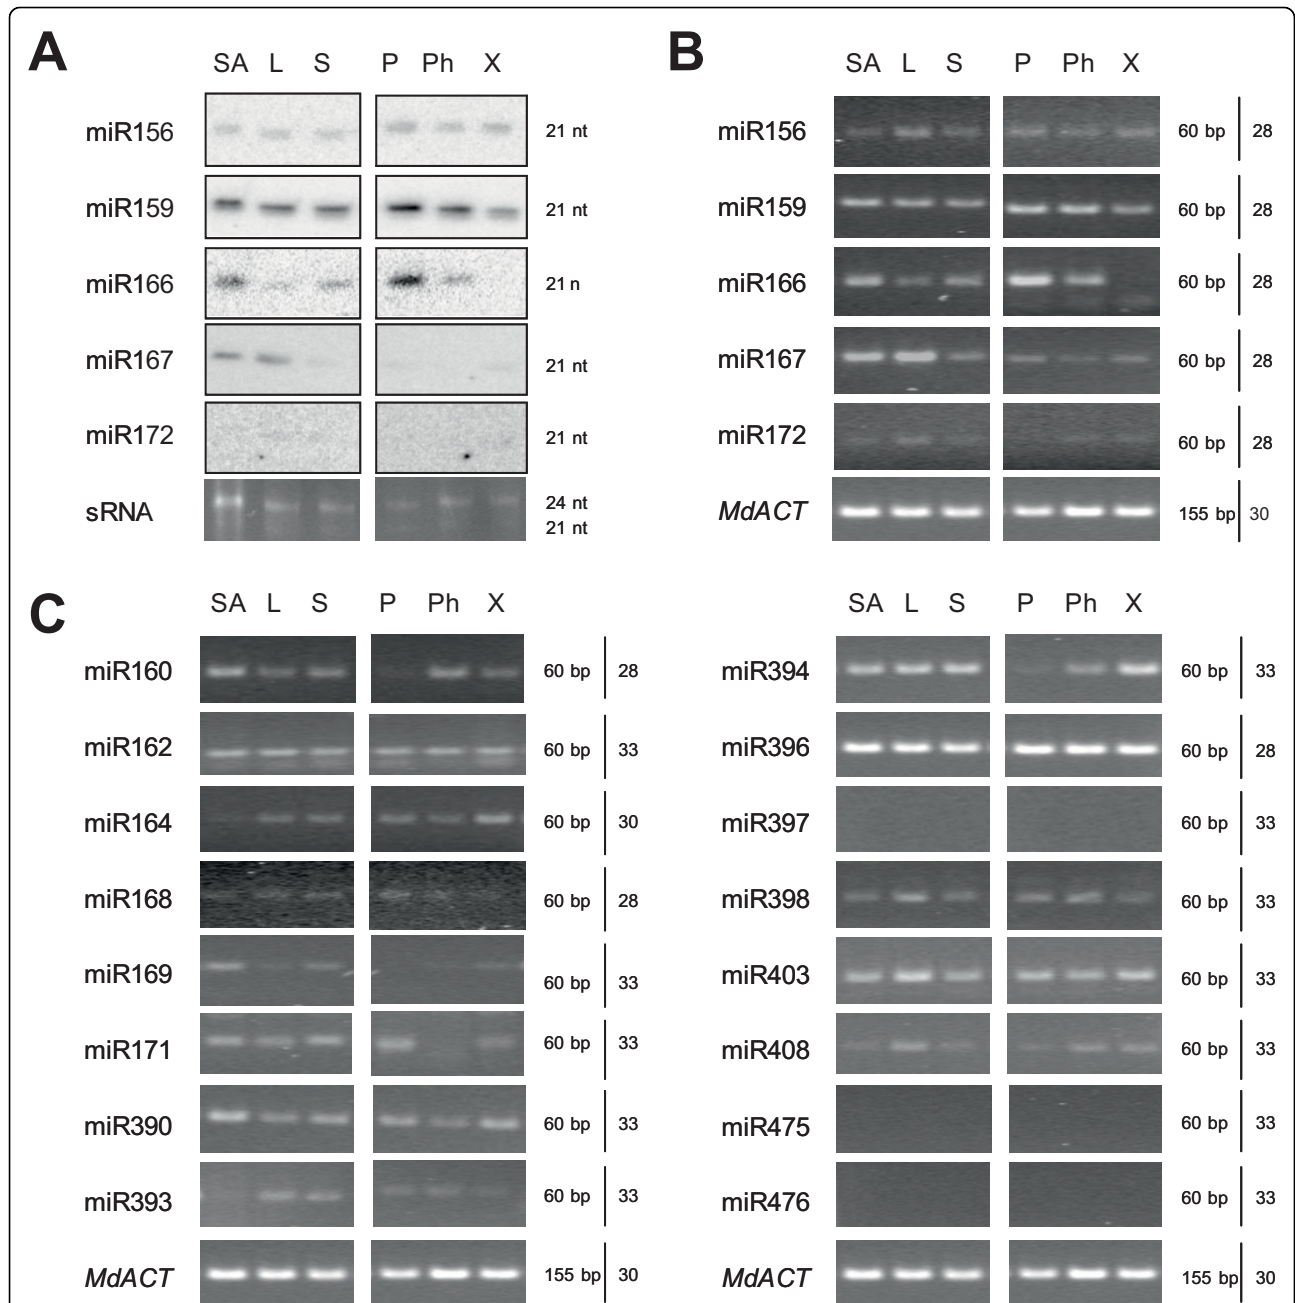 A
SA L S P Ph X
miR156 21 nt
miR159 21 nt
miR166 21 n
miR167 21 nt
miR172 21 nt
sRNA 24 nt
21 nt
B
SA L S P Ph X
miR156 60 bp 28
miR159 60 bp 28
miR166 60 bp 28
miR167 60 bp 28
miR172 60 bp 28
MdACT 155 bp 30
C
SA L S P Ph X
miR160 60 bp 28
miR162 60 bp 33
miR164 60 bp 30
miR168 60 bp 28
miR169 60 bp 33
miR171 60 bp 33
miR390 60 bp 33
miR393 60 bp 33
MdACT 155 bp 30
SA L S P Ph X
miR394 60 bp 33
miR396 60 bp 28
miR397 60 bp 33
miR398 60 bp 33
miR403 60 bp 33
miR408 60 bp 33
miR475 60 bp 33
miR476 60 bp 33
MdACT 155 bp 30